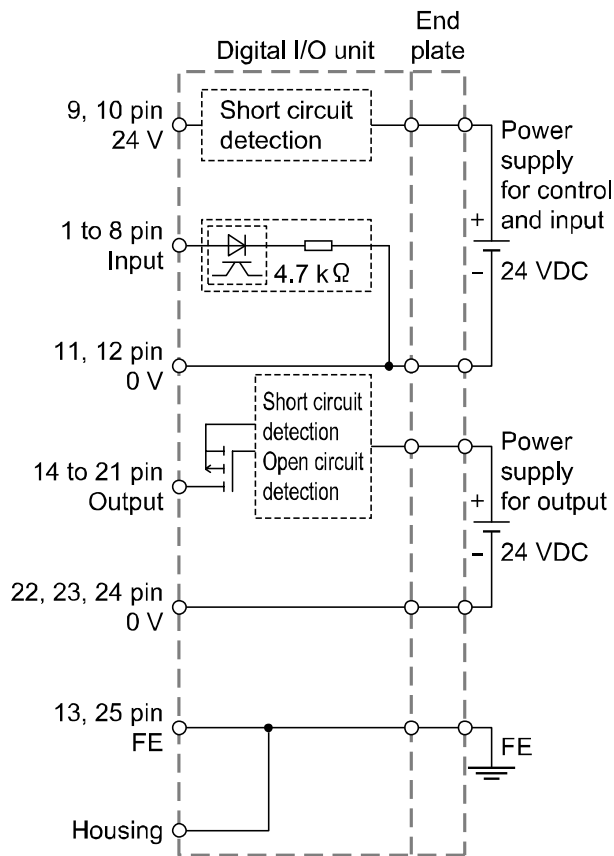 Digital I/O unit
End
plate
9, 10 pin
24 V
Short circuit
detection
Power
supply
for control
and input
+
−
24 VDC
1 to 8 pin
Input
4.7 kΩ
11, 12 pin
0 V
Short circuit
detection
Open circuit
detection
14 to 21 pin
Output
Power
supply
for output
+
−
24 VDC
22, 23, 24 pin
0 V
13, 25 pin
FE
FE
Housing